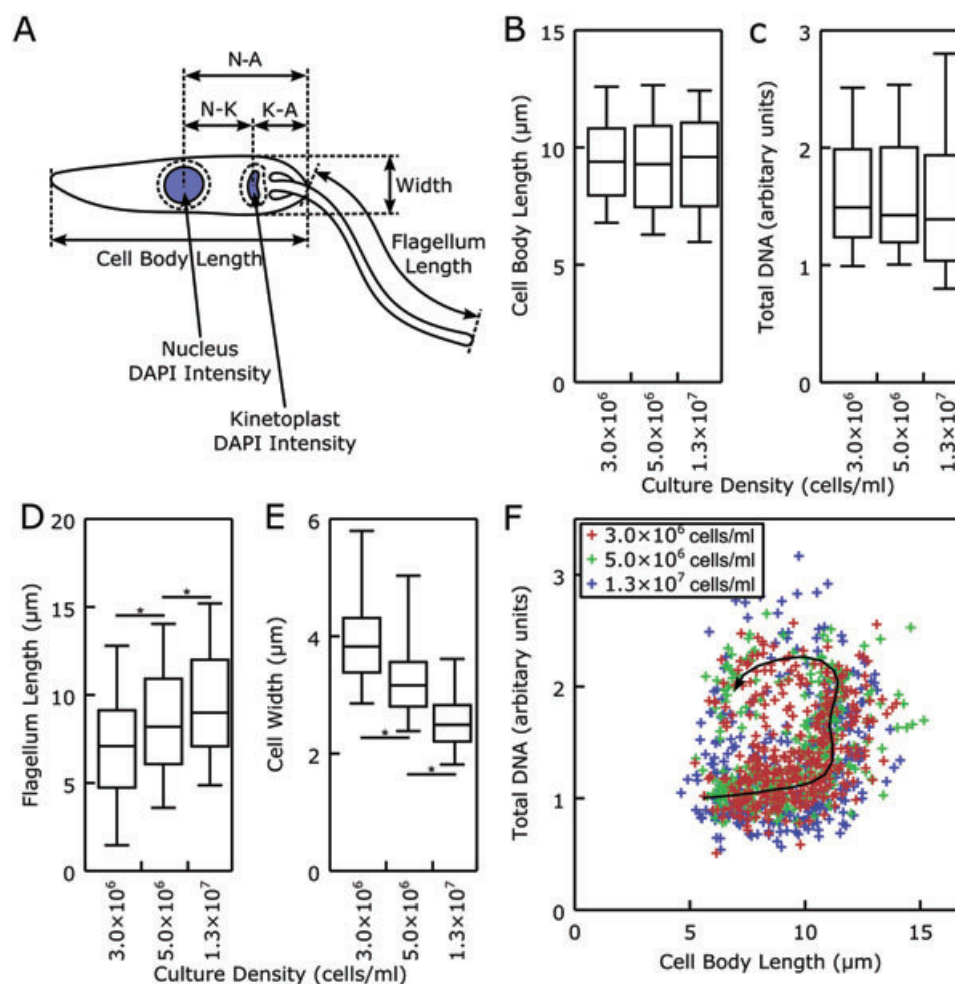 A
N-A
N-K K-A
Width
Cell Body Length
Flagellum
Length
Nucleus
DAPI Intensity
Kinetoplast
DAPI Intensity
B
Cell Body Length (µm)
15
10
5
0
3.0×10⁶
5.0×10⁶
1.3×10⁷
C
Total DNA (arbitary units)
3
2
1
0
3.0×10⁶
5.0×10⁶
1.3×10⁷
Culture Density (cells/ml)
D
Flagellum Length (µm)
20
15
10
5
0
* *
3.0×10⁶
5.0×10⁶
1.3×10⁷
E
Cell Width (µm)
6
4
2
0
* *
3.0×10⁶
5.0×10⁶
1.3×10⁷
Culture Density (cells/ml)
F
3.0×10⁶ cells/ml
5.0×10⁶ cells/ml
1.3×10⁷ cells/ml
Total DNA (arbitary units)
3
2
1
0
0 5 10 15
Cell Body Length (µm)